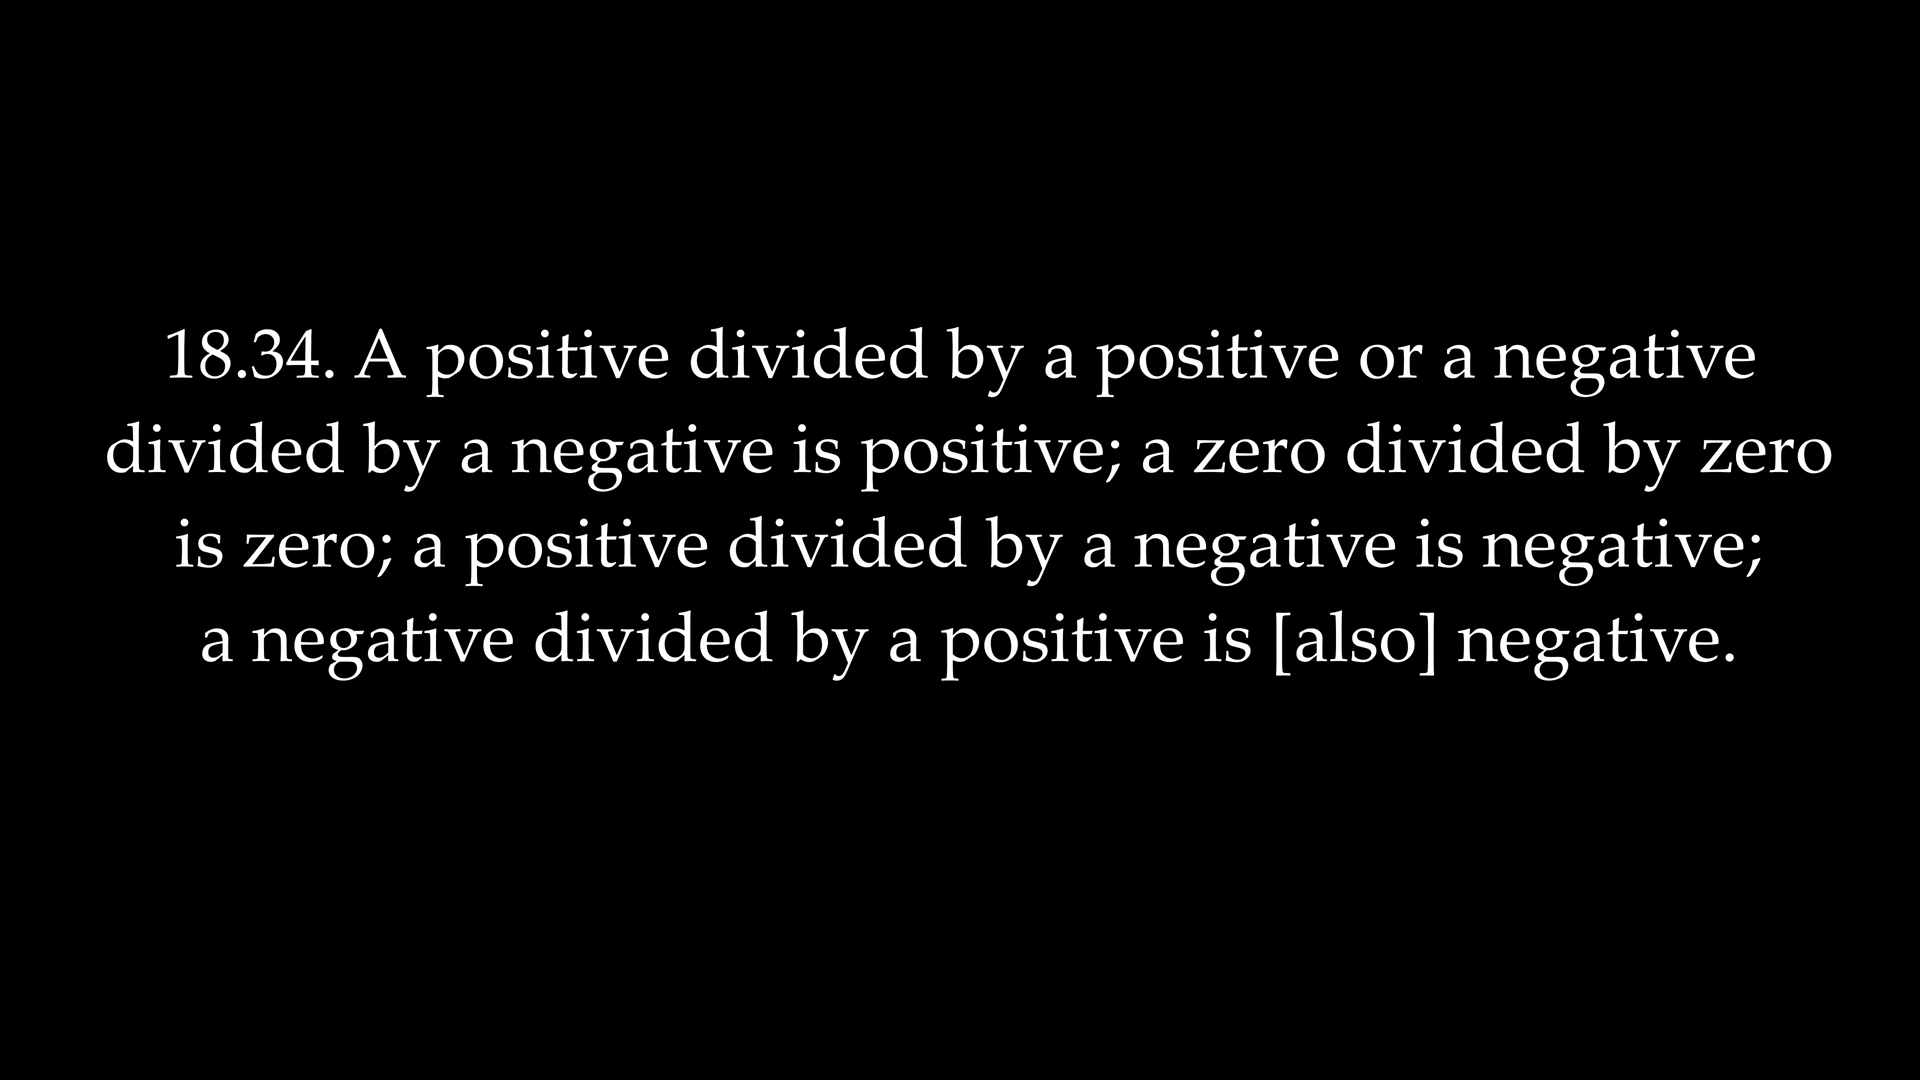 18.34. A positive divided by a positive or a negative
divided by a negative is positive; a zero divided by zero
is zero; a positive divided by a negative is negative;
a negative divided by a positive is [also] negative.